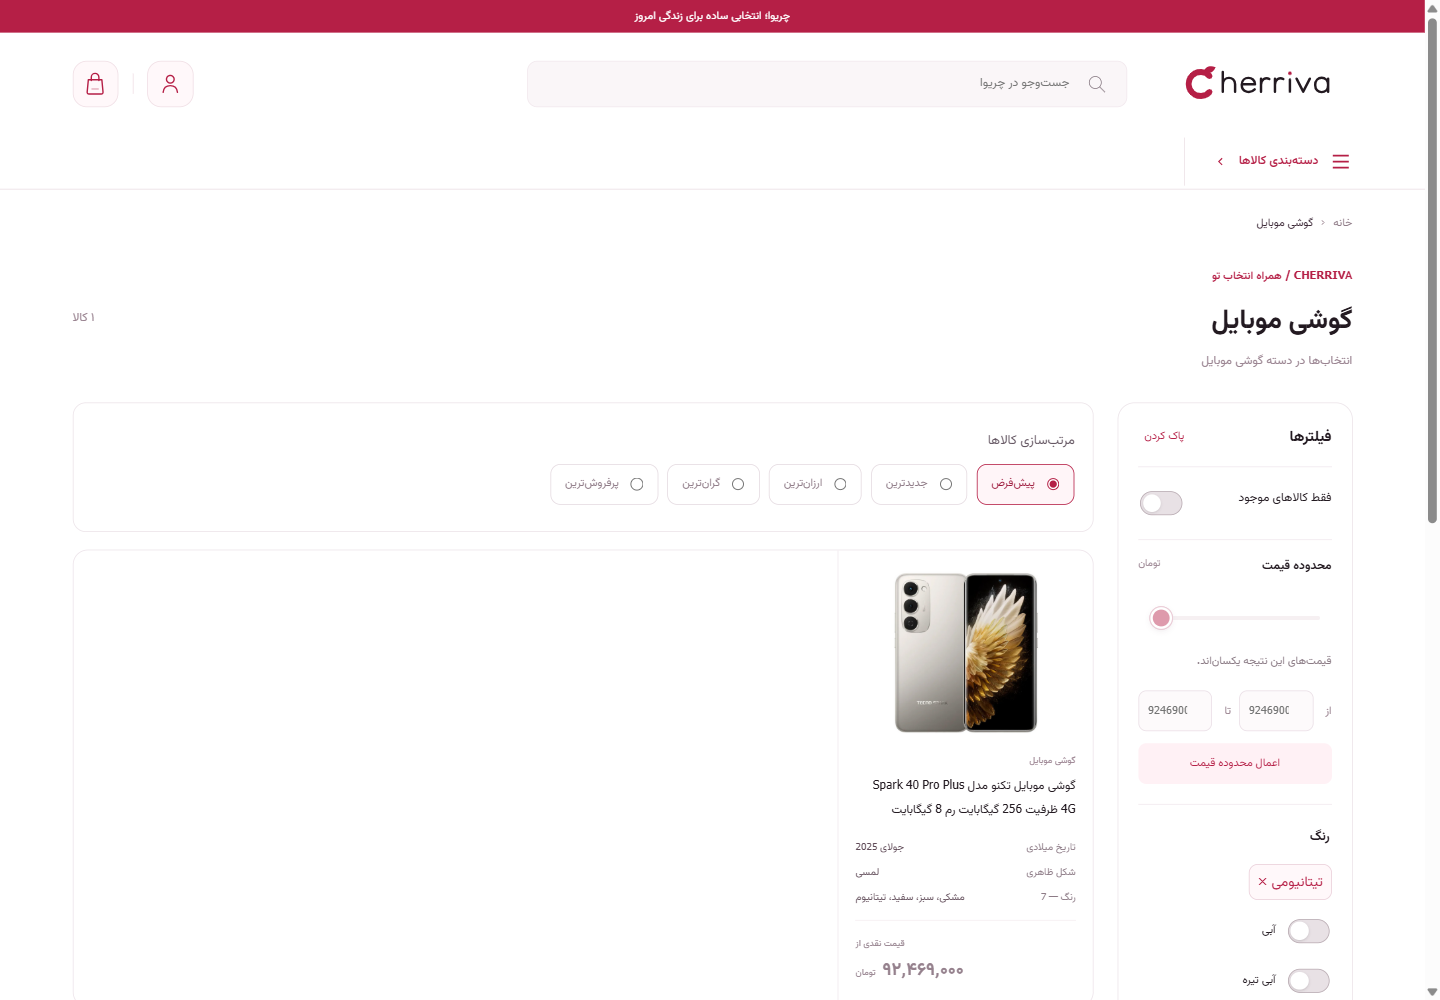 چریوا؛ انتخابی ساده برای زندگی امروز
Cherriva
جست‌وجو در چریوا
دسته‌بندی کالاها
خانه › گوشی موبایل
CHERRIVA / همراه انتخاب تو
گوشی موبایل
۱ کالا
انتخاب‌ها در دسته گوشی موبایل
فیلترها
پاک کردن
فقط کالاهای موجود
محدوده قیمت
تومان
قیمت‌های این نتیجه یکسان‌اند.
از
تا
اعمال محدوده قیمت
رنگ
تیتانیومی ×
آبی
آبی تیره
مرتب‌سازی کالاها
پیش‌فرض
جدیدترین
ارزان‌ترین
گران‌ترین
پرفروش‌ترین
گوشی موبایل
گوشی موبایل تکنو مدل Spark 40 Pro Plus
4G ظرفیت 256 گیگابایت رم 8 گیگابایت
تاریخ میلادی جولای 2025
شکل ظاهری لمسی
رنگ — 7 مشکی، سبز، سفید، تیتانیوم
قیمت نقدی از
۹۲,۴۶۹,۰۰۰ تومان